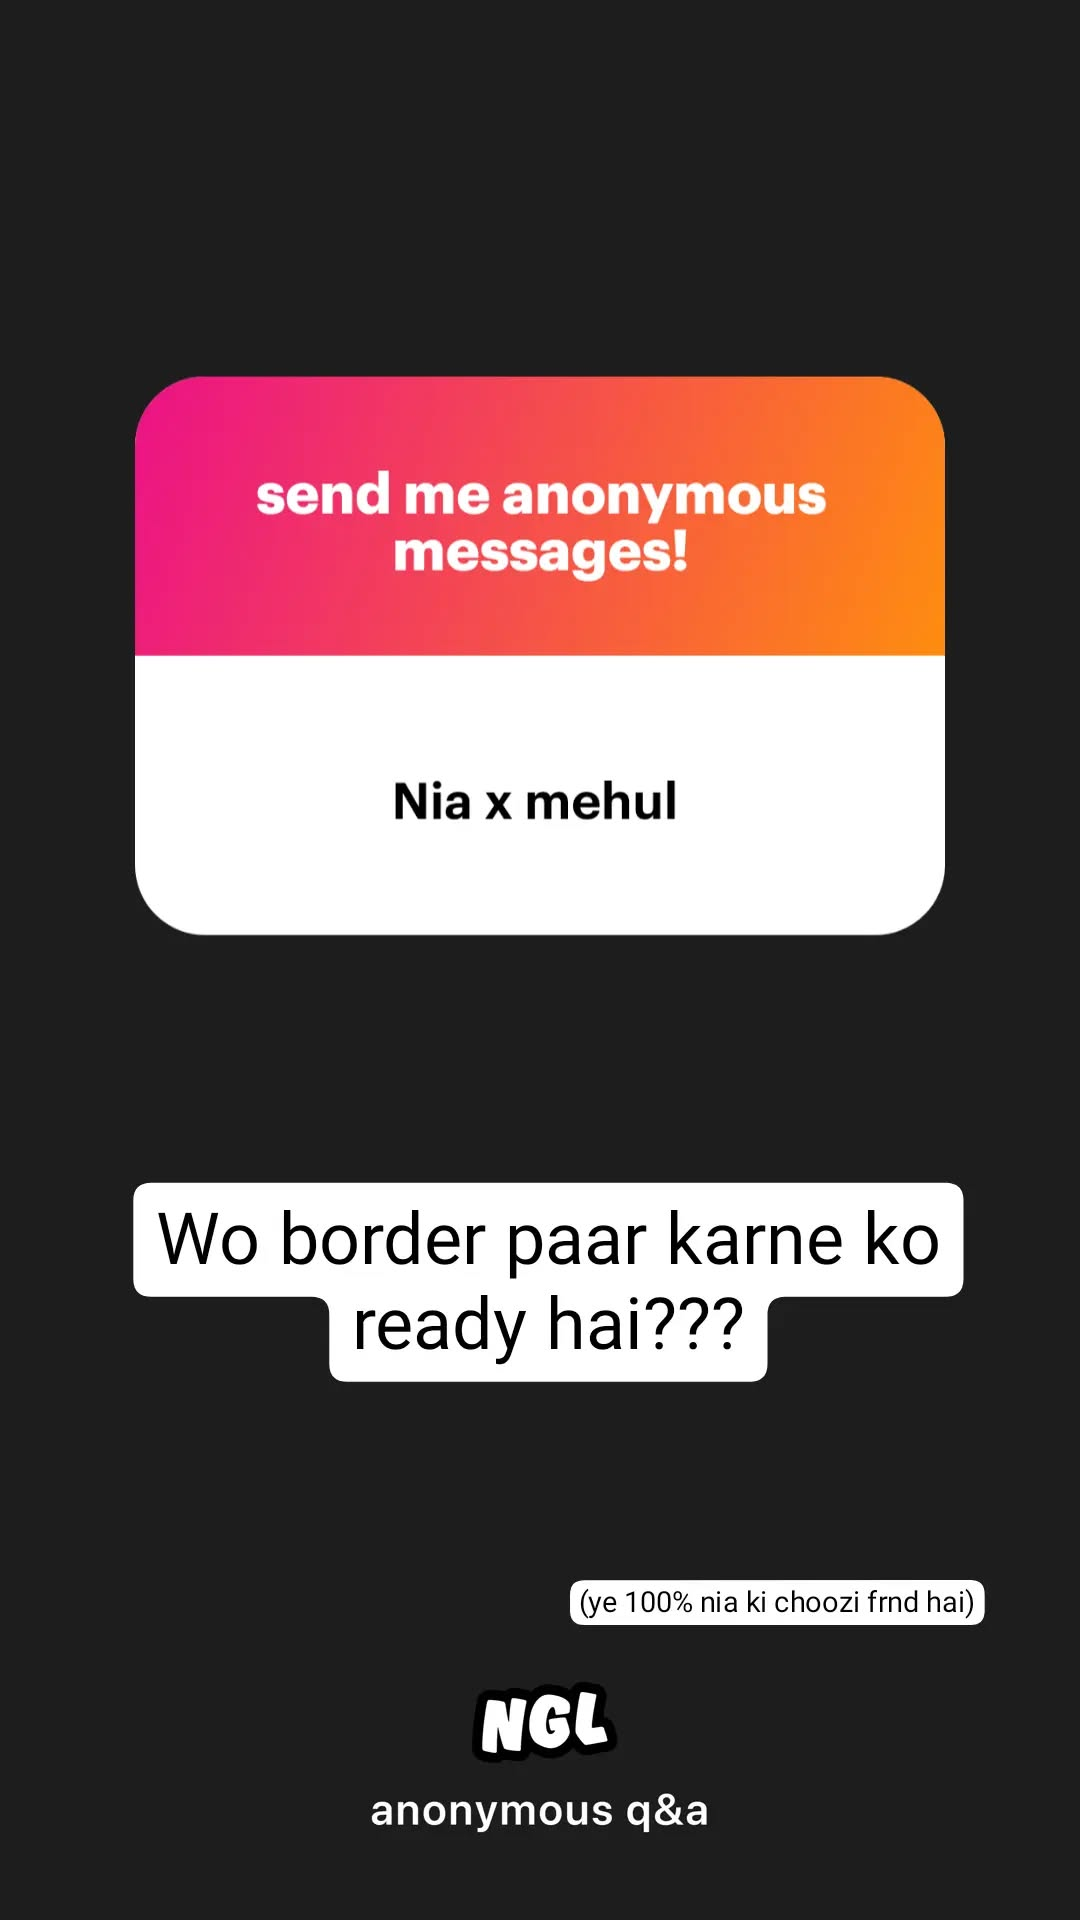 send me anonymous
messages!
Nia x mehul
Wo border paar karne ko
ready hai???
(ye 100% nia ki choozi frnd hai)
NGL
anonymous q&a